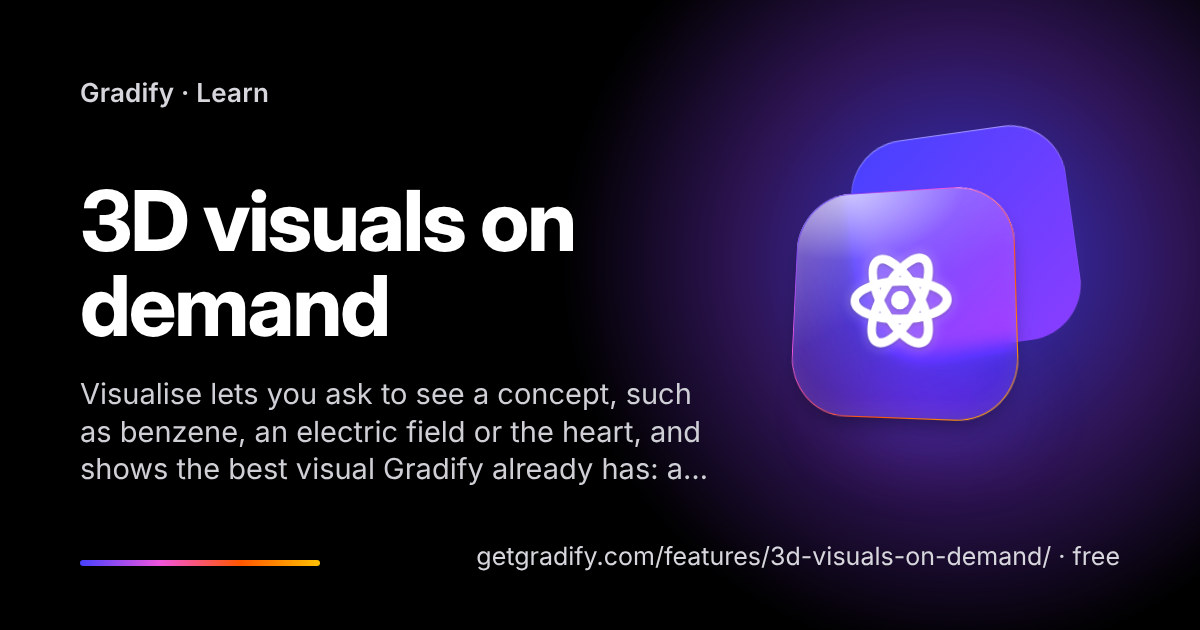 Gradify · Learn
3D visuals on
demand
Visualise lets you ask to see a concept, such
as benzene, an electric field or the heart, and
shows the best visual Gradify already has: a…
getgradify.com/features/3d-visuals-on-demand/ · free